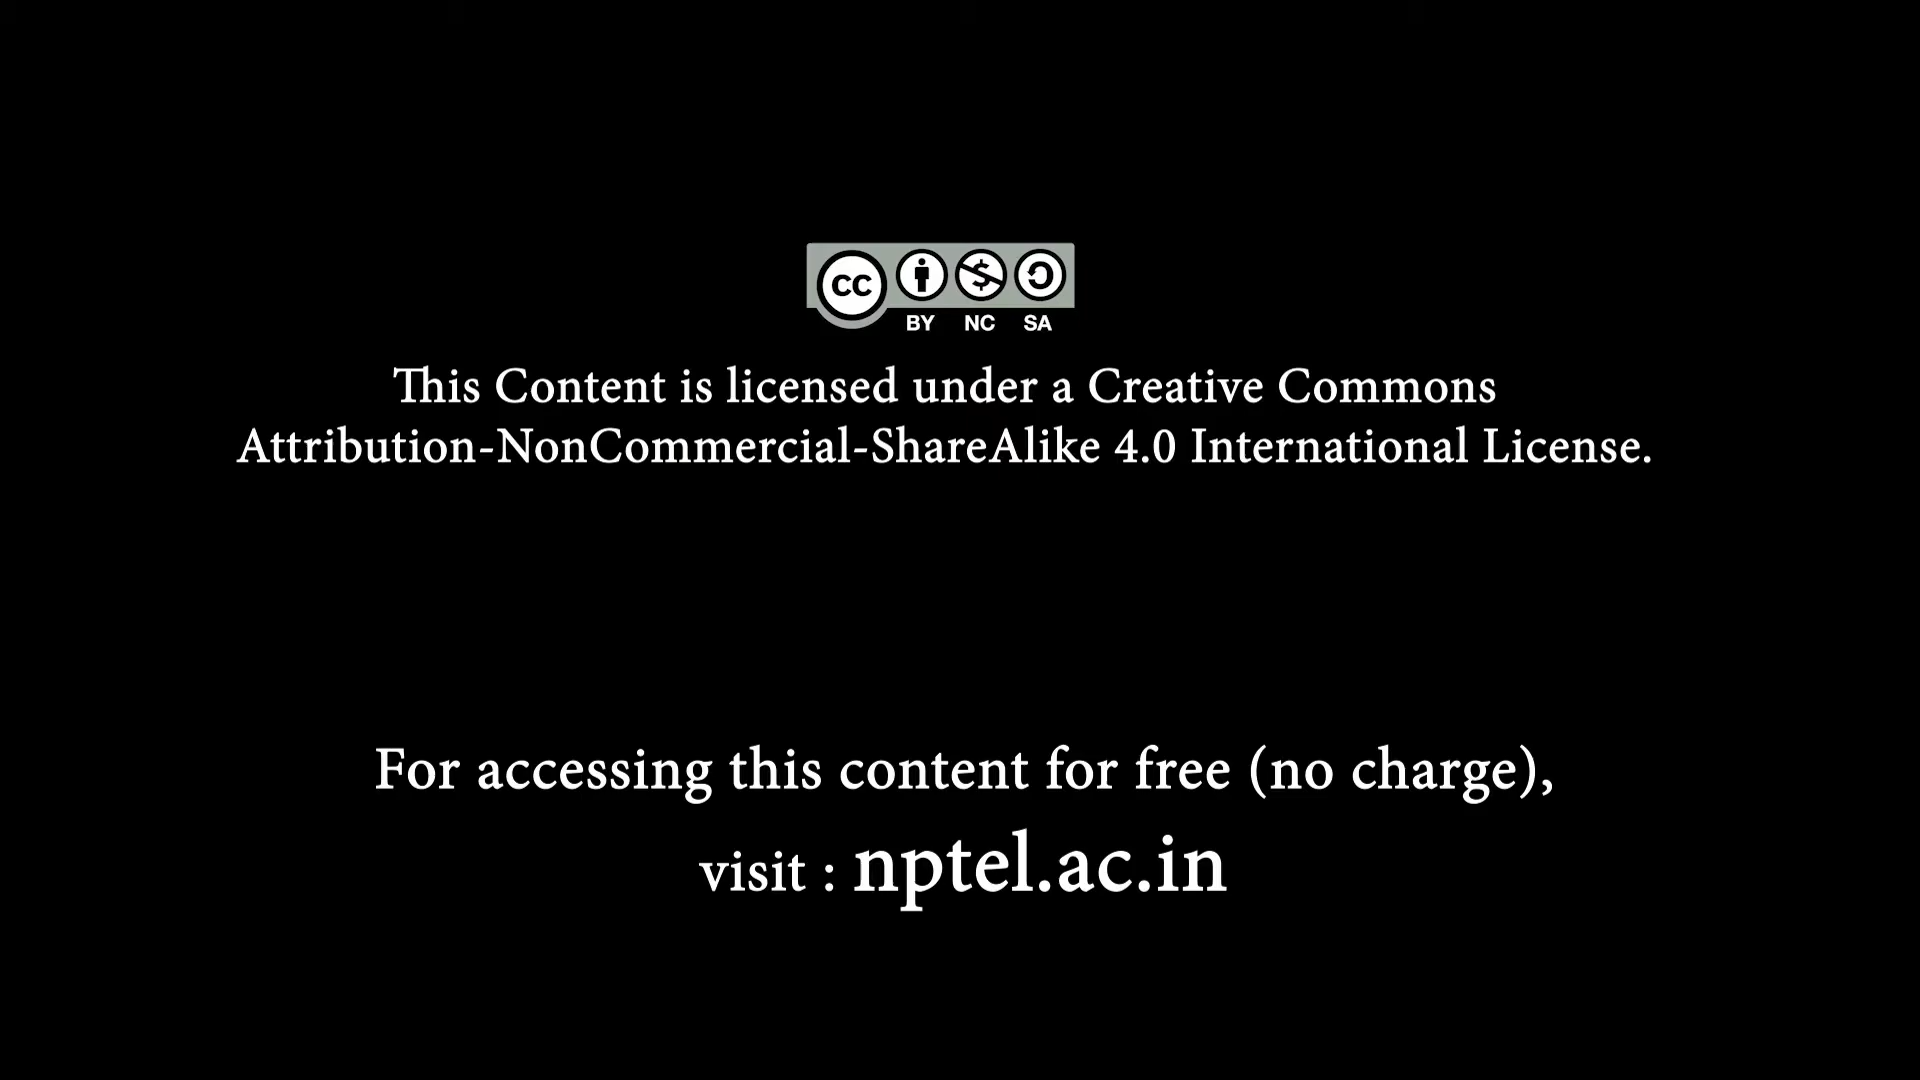 cc
BY NC SA
This Content is licensed under a Creative Commons
Attribution-NonCommercial-ShareAlike 4.0 International License.
For accessing this content for free (no charge),
visit : nptel.ac.in